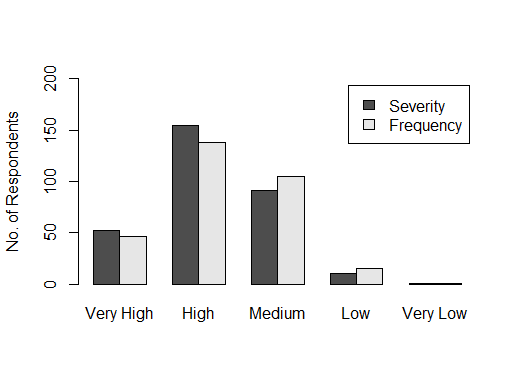 200
150
100
50
0
No. of Respondents
Severity
Frequency
Very High
High
Medium
Low
Very Low